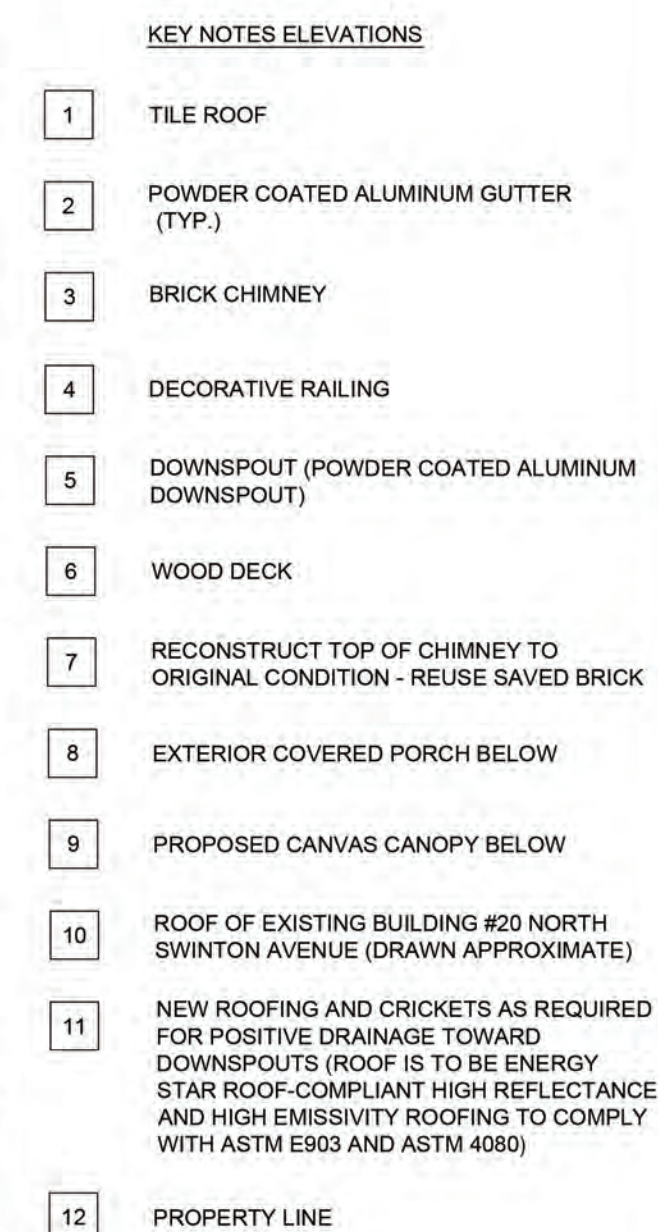 KEY NOTES ELEVATIONS
1 TILE ROOF
2 POWDER COATED ALUMINUM GUTTER
(TYP.)
3 BRICK CHIMNEY
4 DECORATIVE RAILING
5 DOWNSPOUT (POWDER COATED ALUMINUM
DOWNSPOUT)
6 WOOD DECK
7 RECONSTRUCT TOP OF CHIMNEY TO
ORIGINAL CONDITION - REUSE SAVED BRICK
8 EXTERIOR COVERED PORCH BELOW
9 PROPOSED CANVAS CANOPY BELOW
10 ROOF OF EXISTING BUILDING #20 NORTH
SWINTON AVENUE (DRAWN APPROXIMATE)
11 NEW ROOFING AND CRICKETS AS REQUIRED
FOR POSITIVE DRAINAGE TOWARD
DOWNSPOUTS (ROOF IS TO BE ENERGY
STAR ROOF-COMPLIANT HIGH REFLECTANCE
AND HIGH EMISSIVITY ROOFING TO COMPLY
WITH ASTM E903 AND ASTM 4080)
12 PROPERTY LINE